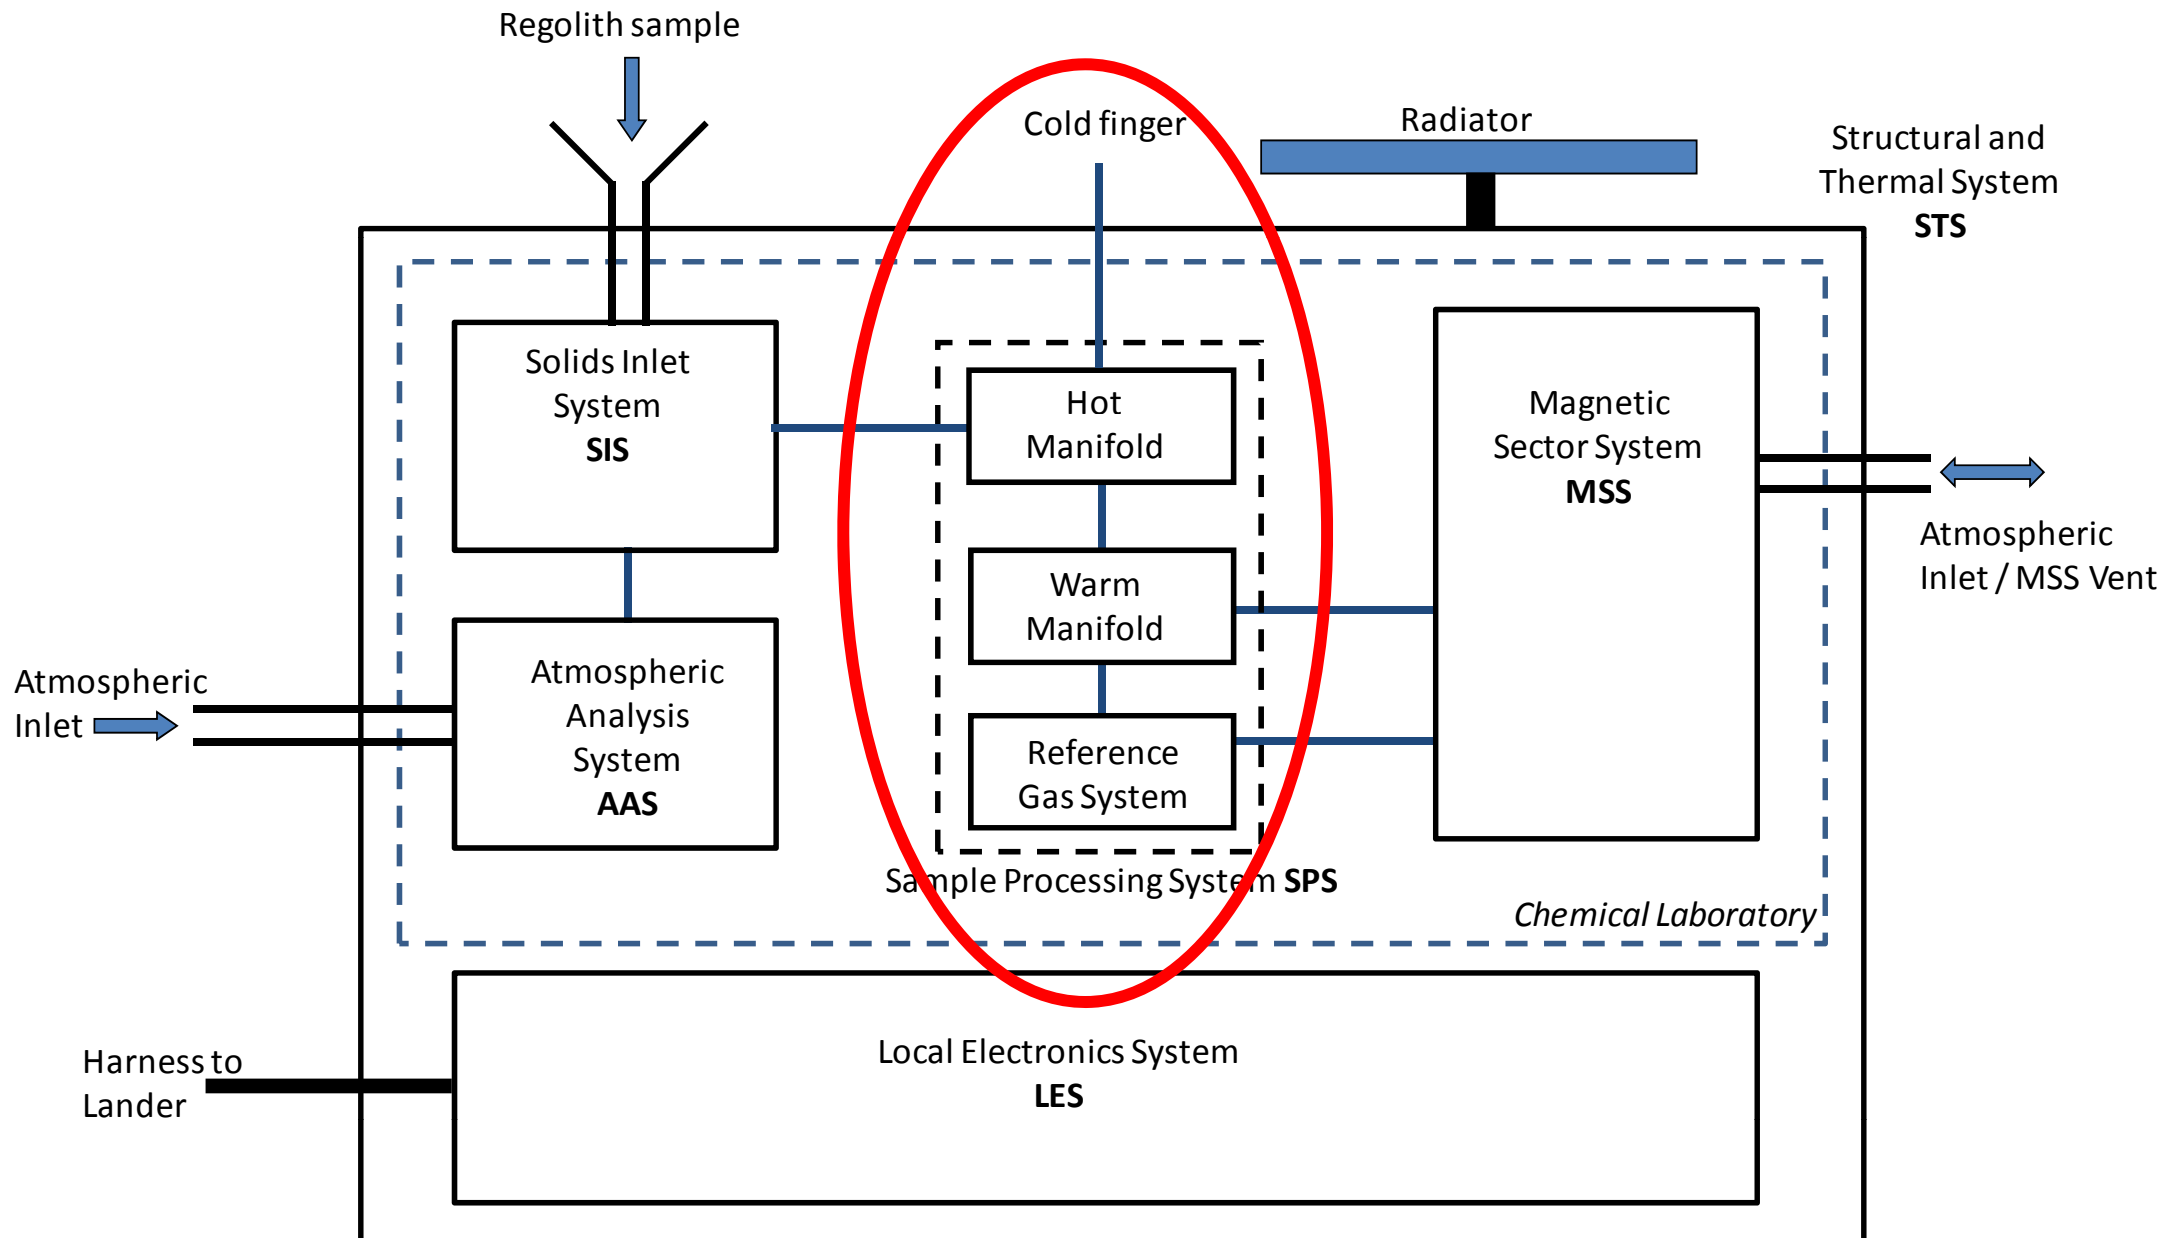 Regolith sample
Cold finger
Radiator
Structural and
Thermal System
STS
Solids Inlet
System
SIS
Hot
Manifold
Magnetic
Sector System
MSS
Atmospheric
Inlet / MSS Vent
Warm
Manifold
Atmospheric
Inlet
Atmospheric
Analysis
System
AAS
Reference
Gas System
Sample Processing System SPS
Chemical Laboratory
Harness to
Lander
Local Electronics System
LES